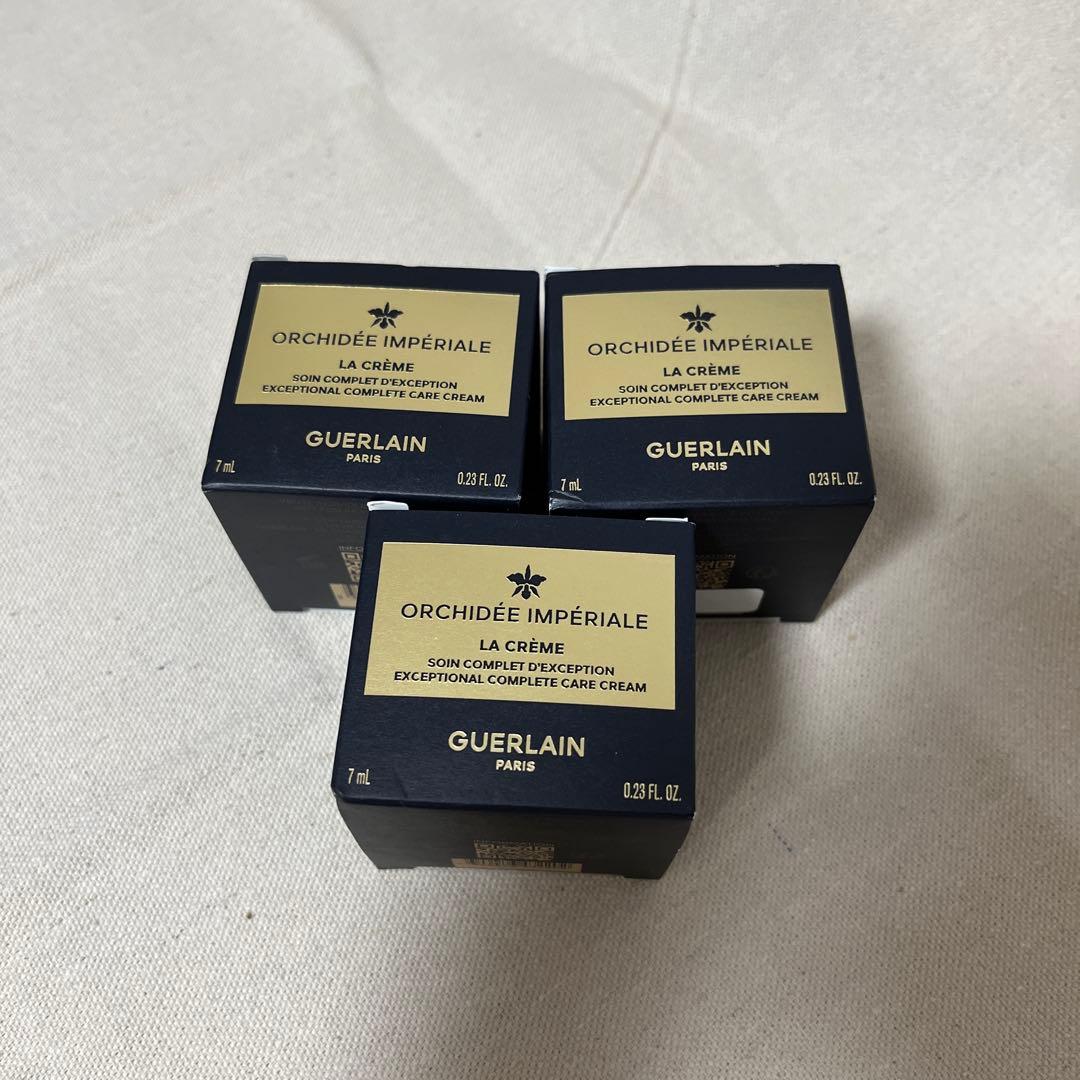 ORCHIDÉE IMPÉRIALE
LA CRÈME
SOIN COMPLET D'EXCEPTION
EXCEPTIONAL COMPLETE CARE CREAM
GUERLAIN
PARIS
7 mL
0.23 FL. OZ.
ORCHIDÉE IMPÉRIALE
LA CRÈME
SOIN COMPLET D'EXCEPTION
EXCEPTIONAL COMPLETE CARE CREAM
GUERLAIN
PARIS
7 mL
0.23 FL. OZ.
ORCHIDÉE IMPÉRIALE
LA CRÈME
SOIN COMPLET D'EXCEPTION
EXCEPTIONAL COMPLETE CARE CREAM
GUERLAIN
PARIS
7 mL
0.23 FL. OZ.